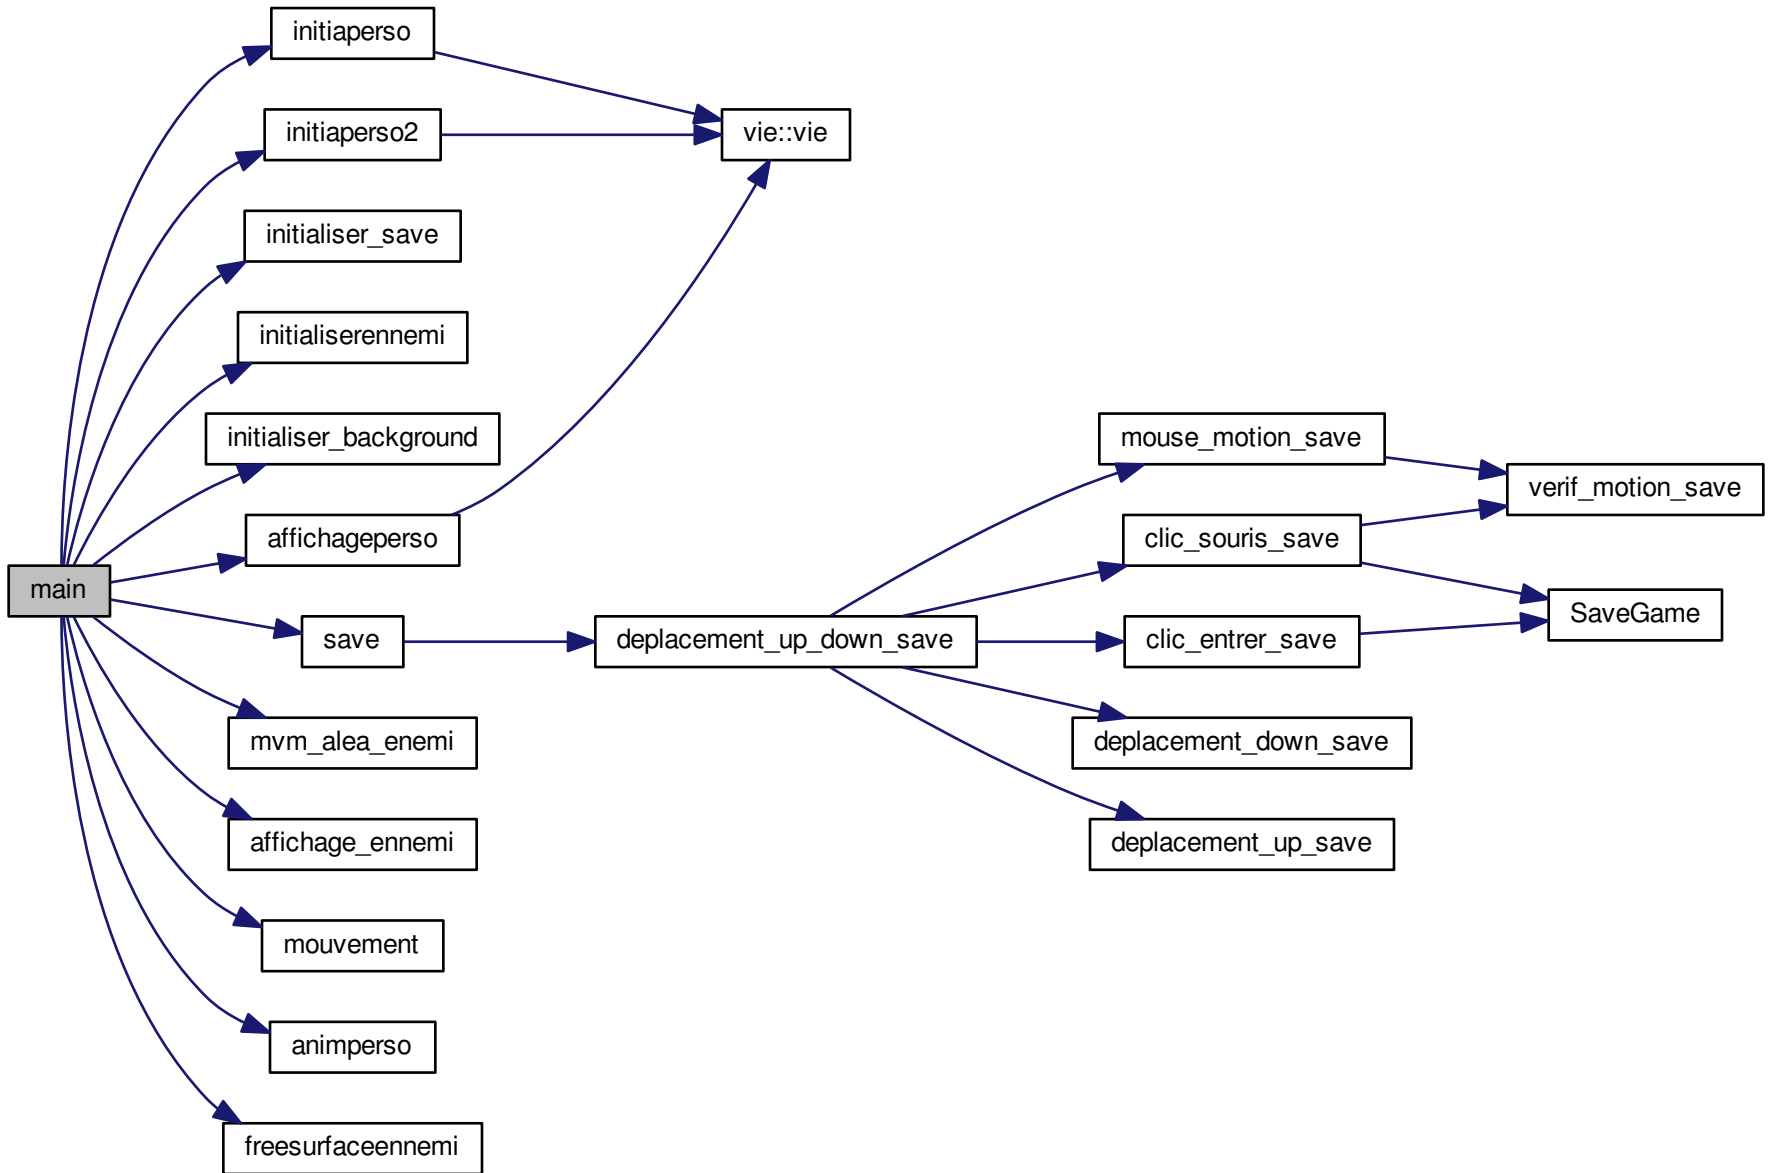 initiaperso
initiaperso2
vie::vie
initialiser_save
initialiserennemi
initialiser_background
mouse_motion_save
verif_motion_save
affichageperso
clic_souris_save
main
SaveGame
save
deplacement_up_down_save
clic_entrer_save
mvm_alea_enemi
deplacement_down_save
affichage_ennemi
deplacement_up_save
mouvement
animperso
freesurfaceennemi